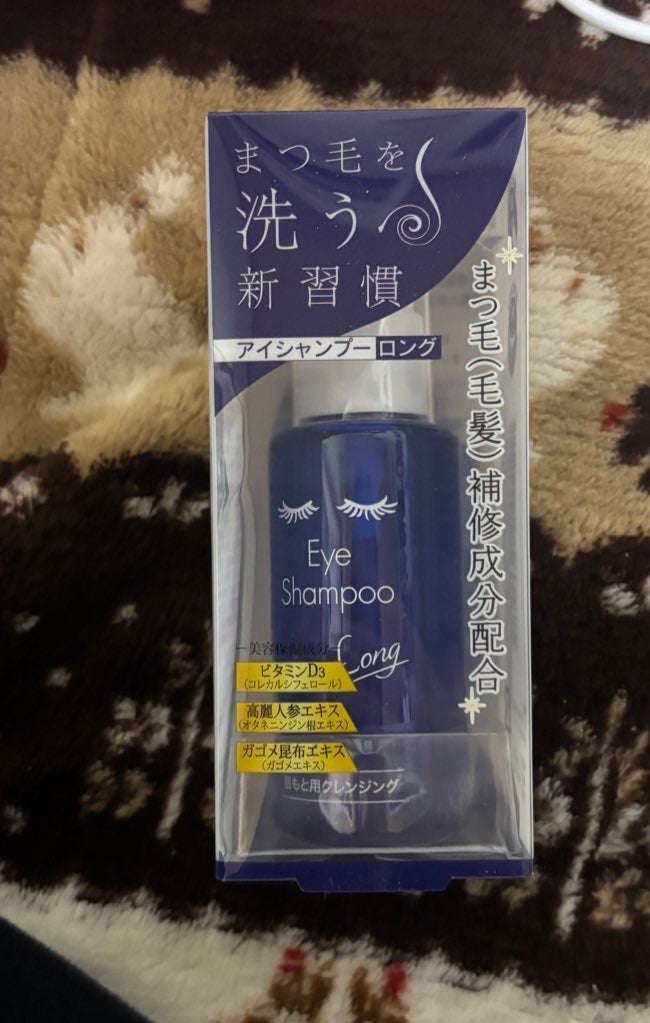 まつ毛を
洗う
新習慣
アイシャンプーロング
まつ毛（毛髪）補修成分配合
Eye
Shampoo
Long
美容保湿成分
ビタミンD3
（コレカルシフェロール）
高麗人参エキス
（オタネニンジン根エキス）
ガゴメ昆布エキス
（ガゴメエキス）
目もと用クレンジング